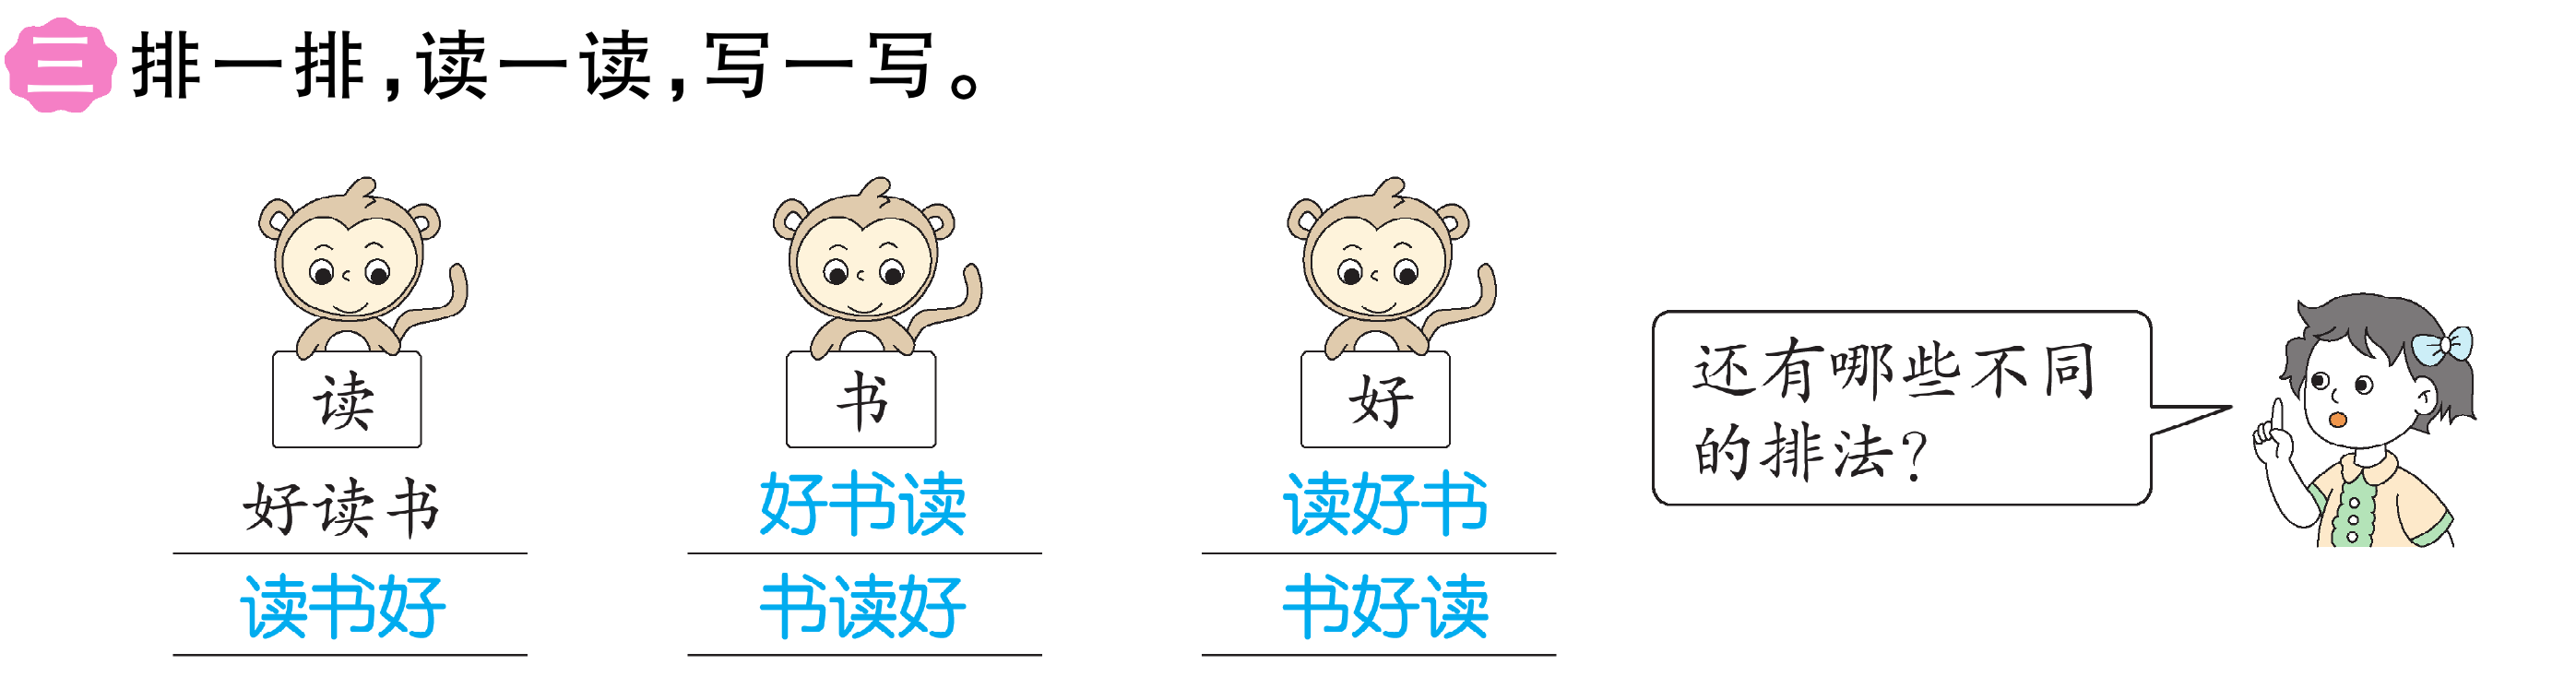 三 排一排,读一读,写一写。
读 书 好
还有哪些不同
的排法?
好读书 好书读 读好书
读书好 书读好 书好读